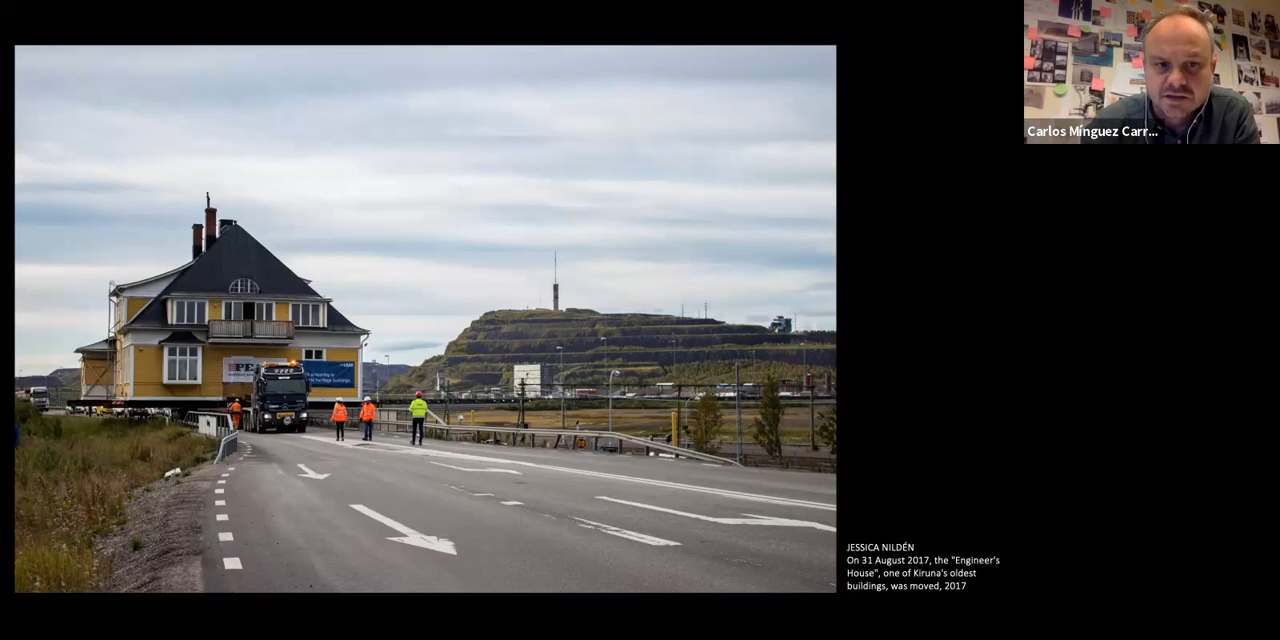 Carlos Mínguez Carr...
JESSICA NILDÉN
On 31 August 2017, the "Engineer's
House", one of Kiruna's oldest
buildings, was moved, 2017